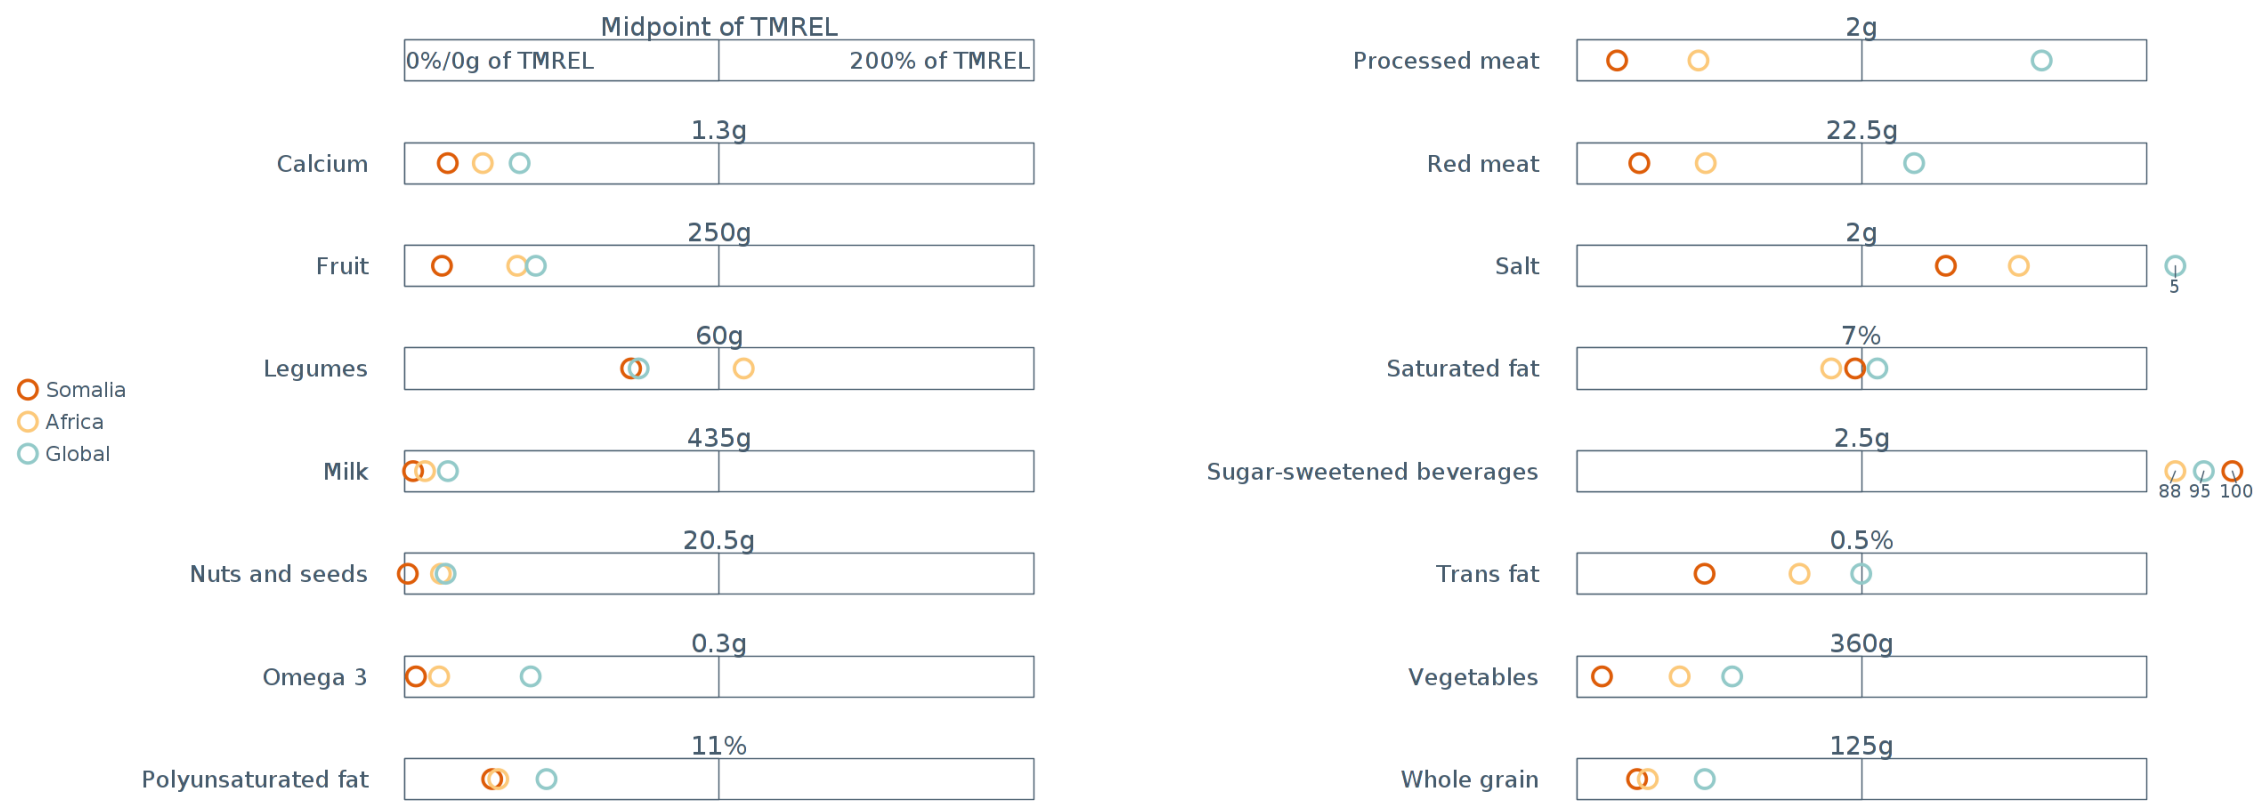 Midpoint of TMREL
0%/0g of TMREL 200% of TMREL
1.3g
Calcium
250g
Fruit
60g
Legumes
435g
Milk
20.5g
Nuts and seeds
0.3g
Omega 3
11%
Polyunsaturated fat
Somalia
Africa
Global
2g
Processed meat
22.5g
Red meat
2g
Salt
5
7%
Saturated fat
2.5g
Sugar-sweetened beverages
88 95 100
0.5%
Trans fat
360g
Vegetables
125g
Whole grain